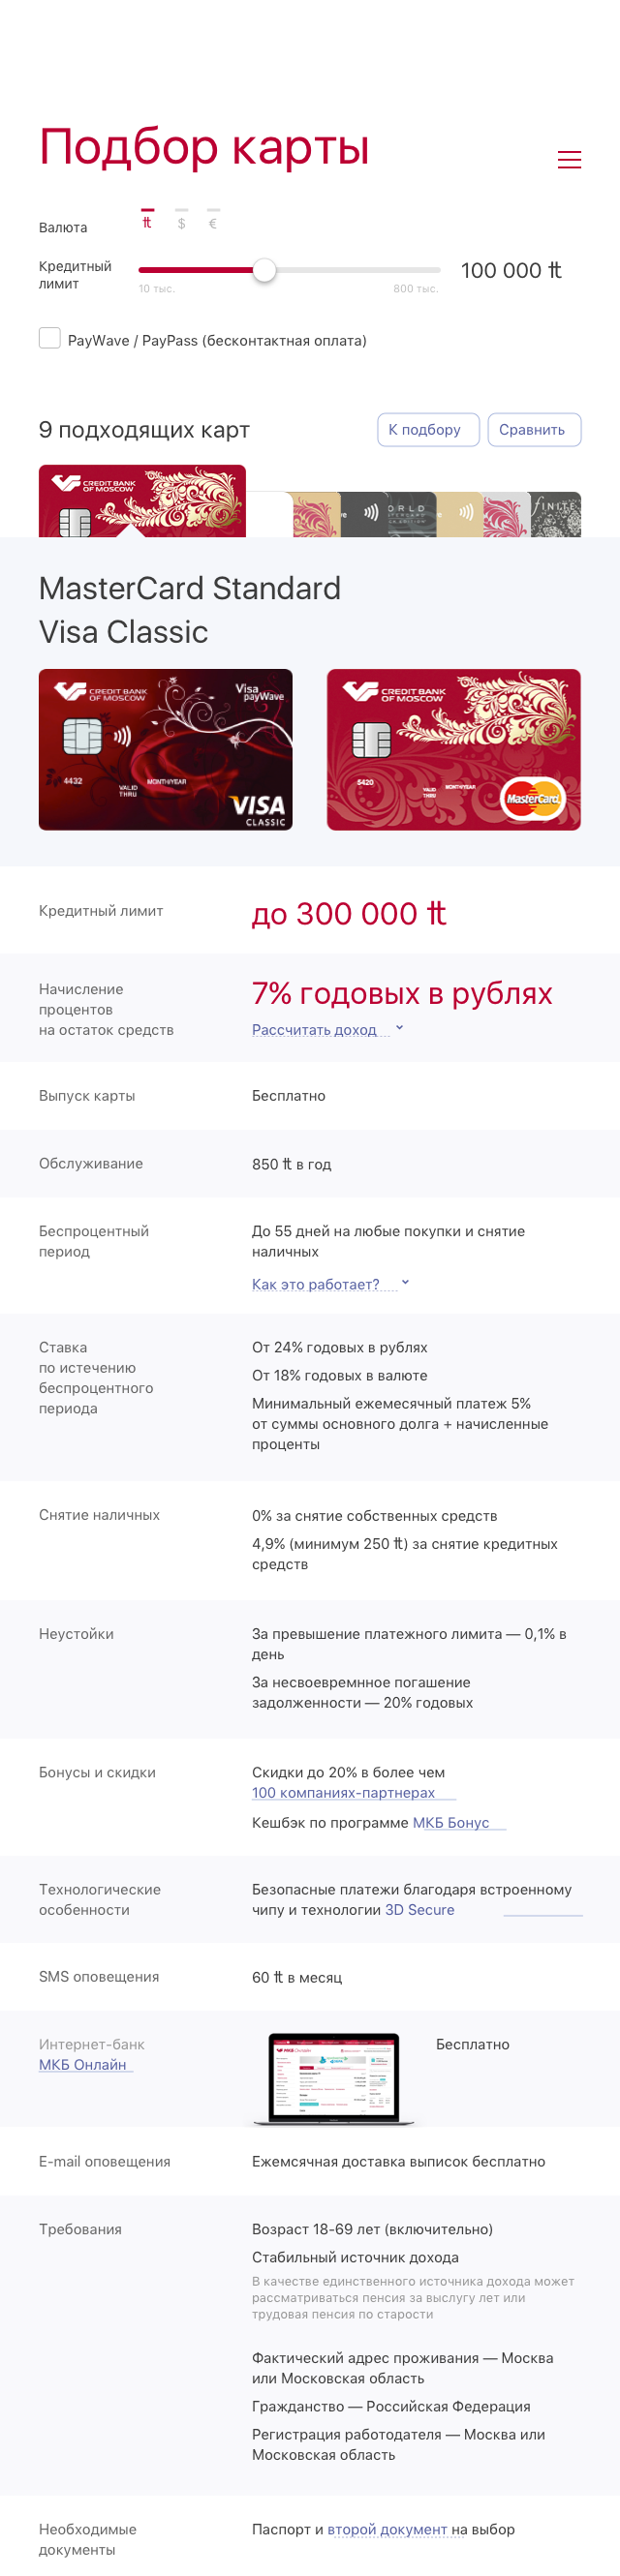 Подбор карты
Валюта
₶ $ €
Кредитный
лимит
100 000 ₶
10 тыс. 800 тыс.
PayWave / PayPass (бесконтактная оплата)
9 подходящих карт
К подбору
Сравнить
CREDIT BANK
OF MOSCOW
ORLD
FINITE
MasterCard Standard
Visa Classic
CREDIT BANK
OF MOSCOW
Visa
payWave
4432
VALID
THRU
MONTH/YEAR
VISA
CLASSIC
CREDIT BANK
OF MOSCOW
5420
VALID
THRU
MONTH/YEAR
MasterCard
Кредитный лимит
до 300 000 ₶
Начисление
процентов
на остаток средств
7% годовых в рублях
Рассчитать доход
Выпуск карты
Бесплатно
Обслуживание
850 ₶ в год
Беспроцентный
период
До 55 дней на любые покупки и снятие
наличных
Как это работает?
Ставка
по истечению
беспроцентного
периода
От 24% годовых в рублях
От 18% годовых в валюте
Минимальный ежемесячный платеж 5%
от суммы основного долга + начисленные
проценты
Снятие наличных
0% за снятие собственных средств
4,9% (минимум 250 ₶) за снятие кредитных
средств
Неустойки
За превышение платежного лимита — 0,1% в
день
За несвоевремнное погашение
задолженности — 20% годовых
Бонусы и скидки
Скидки до 20% в более чем
100 компаниях-партнерах
Кешбэк по программе МКБ Бонус
Технологические
особенности
Безопасные платежи благодаря встроенному
чипу и технологии 3D Secure
SMS оповещения
60 ₶ в месяц
Интернет-банк
МКБ Онлайн
Бесплатно
E-mail оповещения
Ежемсячная доставка выписок бесплатно
Требования
Возраст 18-69 лет (включительно)
Стабильный источник дохода
В качестве единственного источника дохода может
рассматриваться пенсия за выслугу лет или
трудовая пенсия по старости
Фактический адрес проживания — Москва
или Московская область
Гражданство — Российская Федерация
Регистрация работодателя — Москва или
Московская область
Необходимые
документы
Паспорт и второй документ на выбор